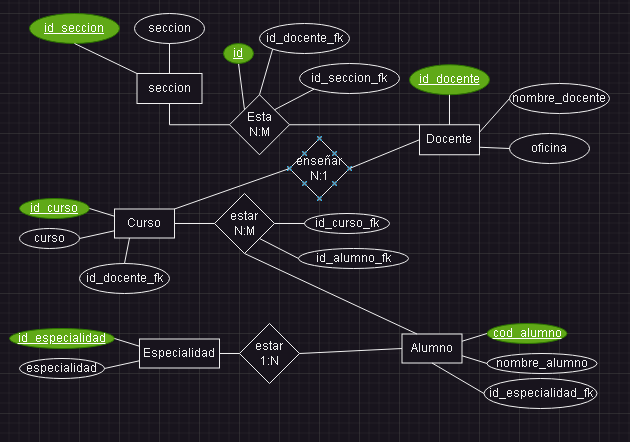 id_seccion
seccion
id_docente_fk
id
id_seccion_fk
seccion
id_docente
nombre_docente
Esta
N:M
Docente
oficina
enseñar
N:1
id_curso
curso
Curso
estar
N:M
id_curso_fk
id_alumno_fk
id_docente_fk
id_especialidad
especialidad
Especialidad
estar
1:N
Alumno
cod_alumno
nombre_alumno
id_especialidad_fk